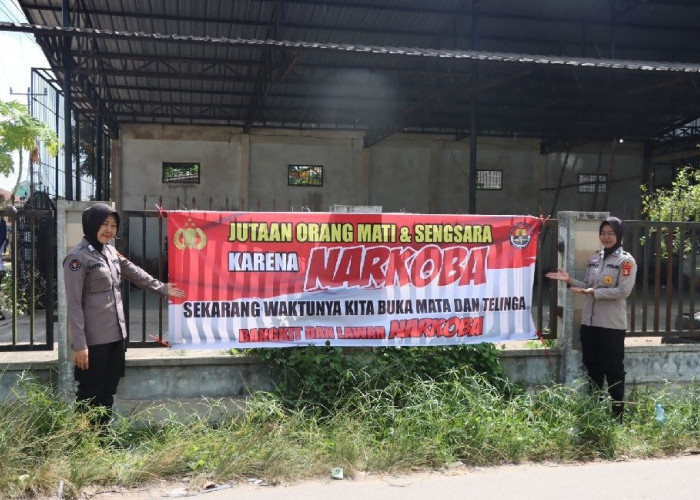 JUTAAN ORANG MATI & SENGSARA
KARENA NARKOBA
SEKARANG WAKTUNYA KITA BUKA MATA DAN TELINGA
BANGKIT DAN LAWAN NARKOBA